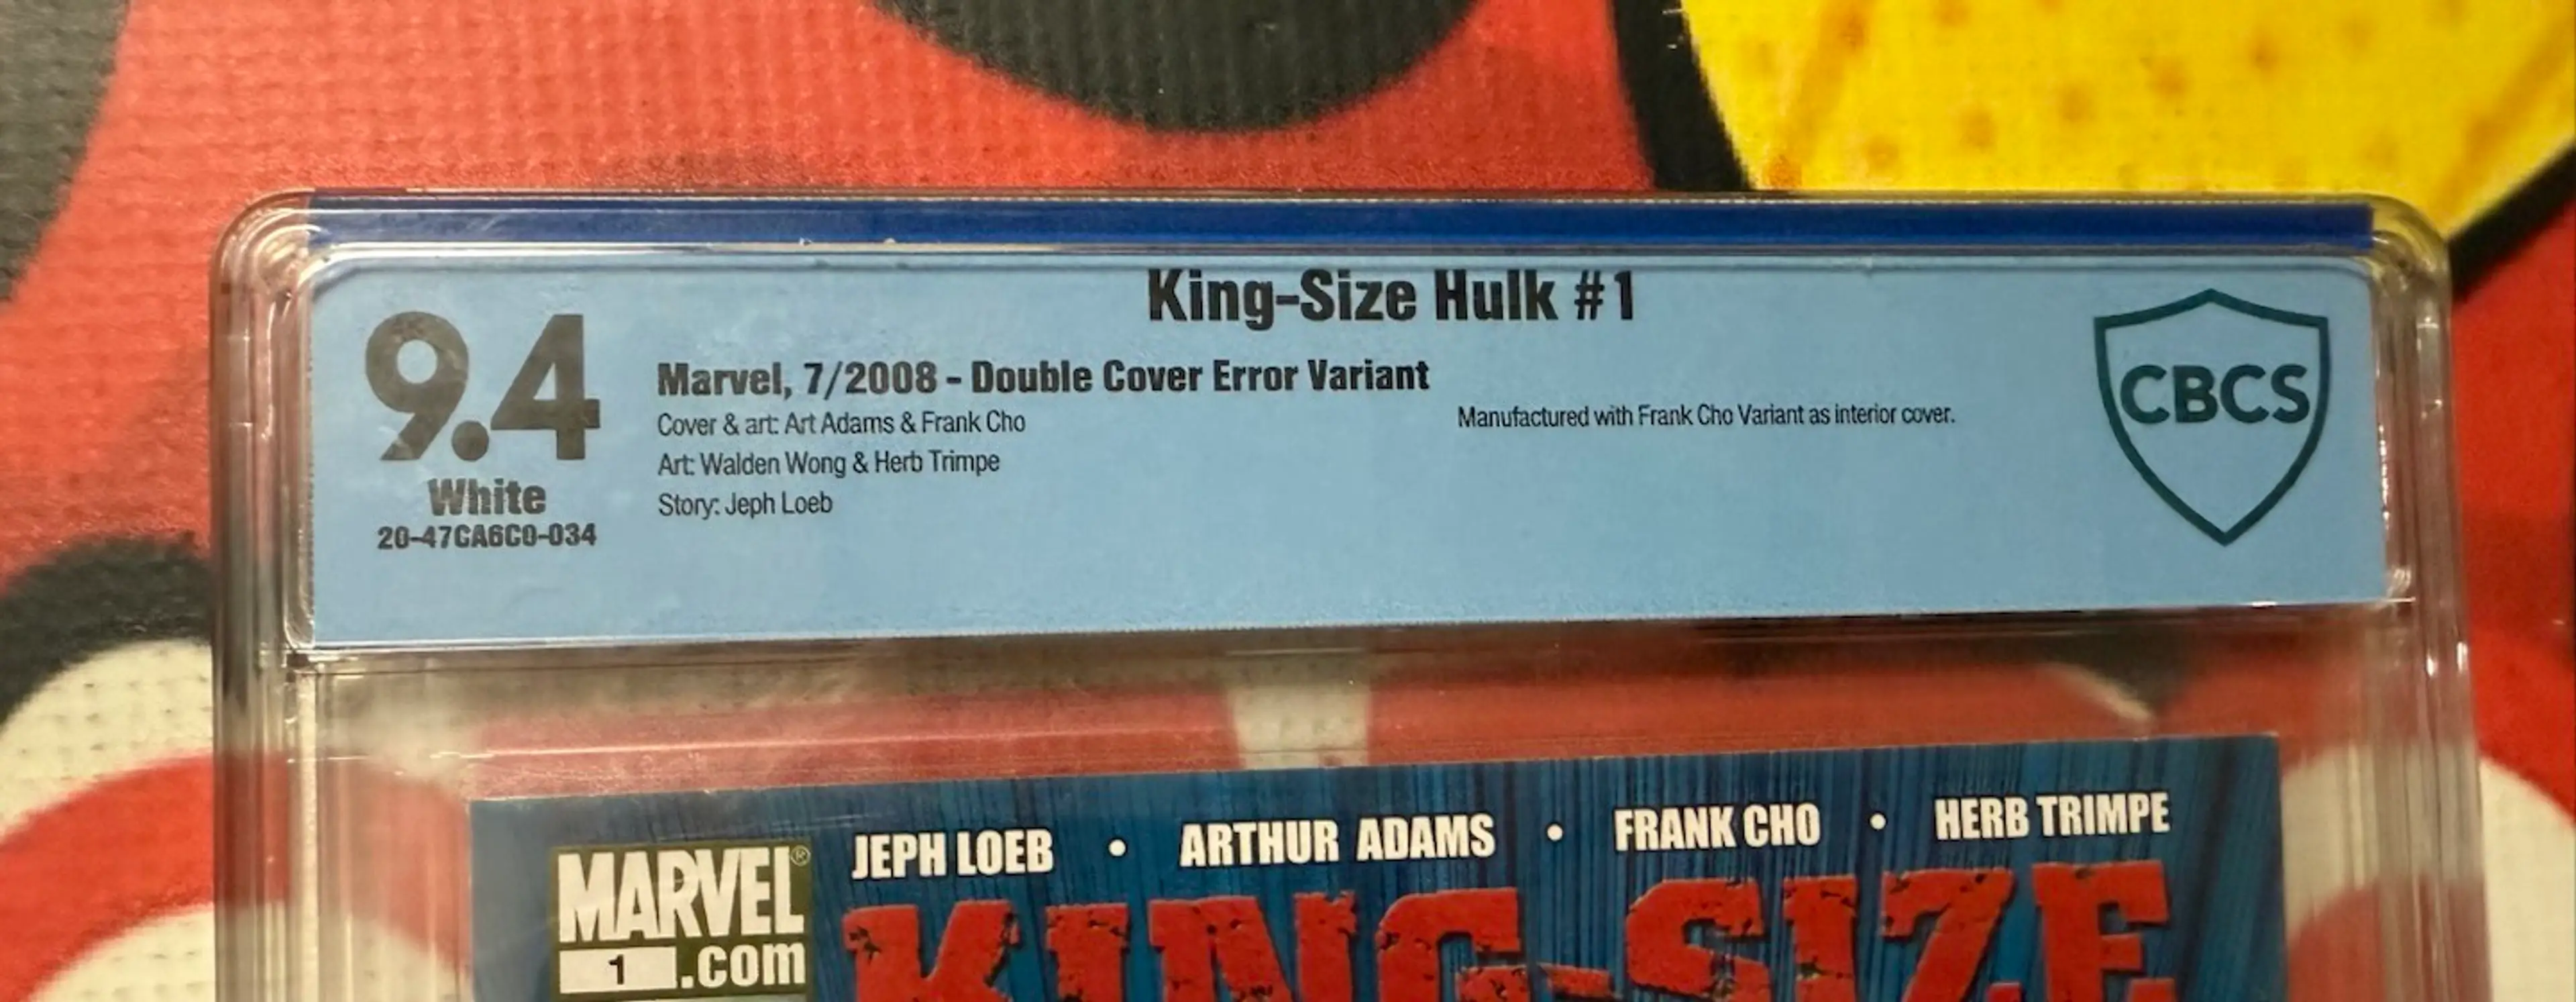 King-Size Hulk #1
9.4
White
20-47CA6C0-034
Marvel, 7/2008 - Double Cover Error Variant
Cover & art: Art Adams & Frank Cho
Art: Walden Wong & Herb Trimpe
Story: Jeph Loeb
Manufactured with Frank Cho Variant as interior cover.
CBCS
JEPH LOEB • ARTHUR ADAMS • FRANK CHO • HERB TRIMPE
MARVEL®
1 .com
KING-SIZE